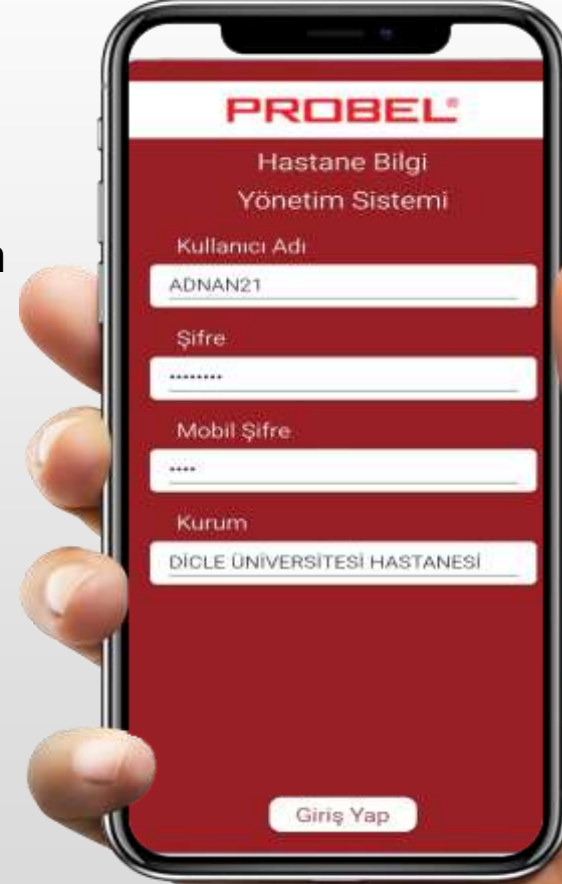 PROBEL®
Hastane Bilgi
Yönetim Sistemi
Kullanıcı Adı
ADNAN21
Şifre
••••••••
Mobil Şifre
••••
Kurum
DİCLE ÜNİVERSİTESİ HASTANESİ
Giriş Yap